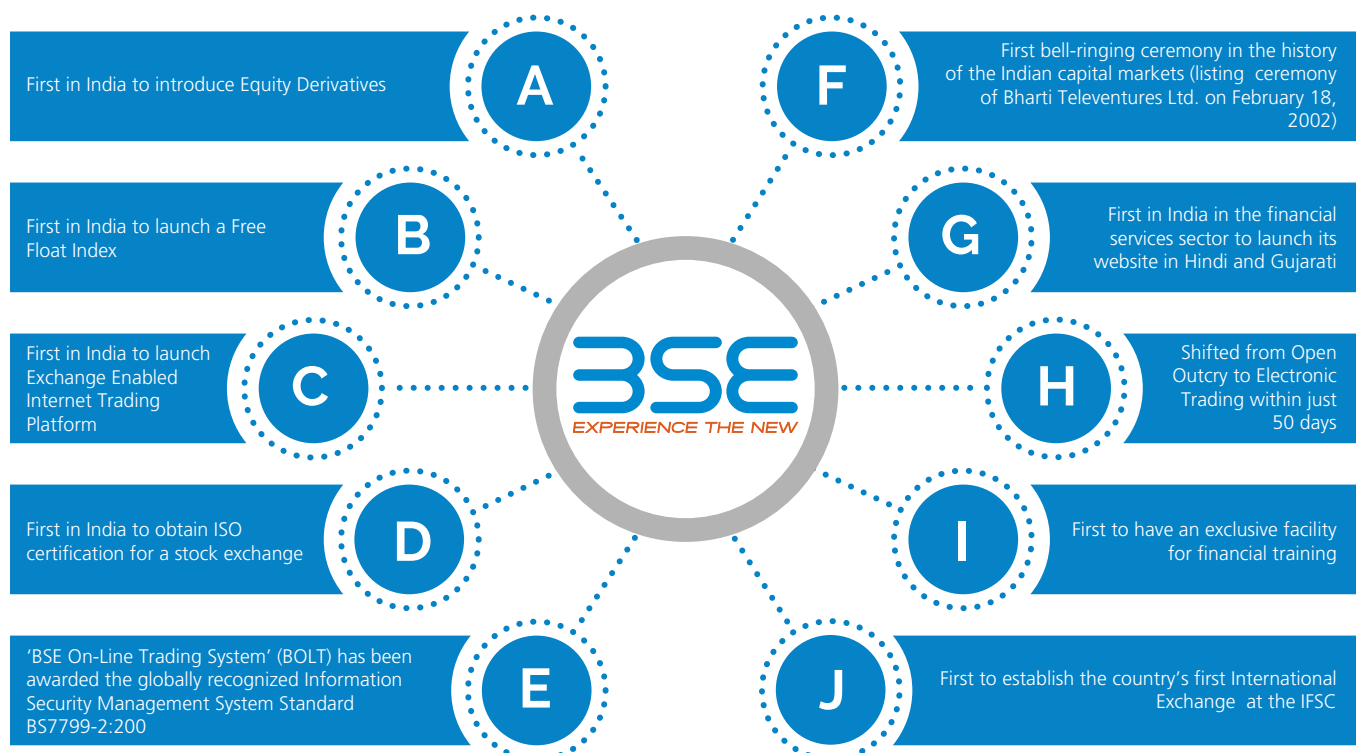 First in India to introduce Equity Derivatives
A
First in India to launch a Free
Float Index
B
First in India to launch
Exchange Enabled
Internet Trading
Platform
C
First in India to obtain ISO
certification for a stock exchange
D
'BSE On-Line Trading System' (BOLT) has been
awarded the globally recognized Information
Security Management System Standard
BS7799-2:200
E
BSE
EXPERIENCE THE NEW
F
First bell-ringing ceremony in the history
of the Indian capital markets (listing ceremony
of Bharti Televentures Ltd. on February 18,
2002)
G
First in India in the financial
services sector to launch its
website in Hindi and Gujarati
H
Shifted from Open
Outcry to Electronic
Trading within just
50 days
I
First to have an exclusive facility
for financial training
J
First to establish the country's first International
Exchange at the IFSC